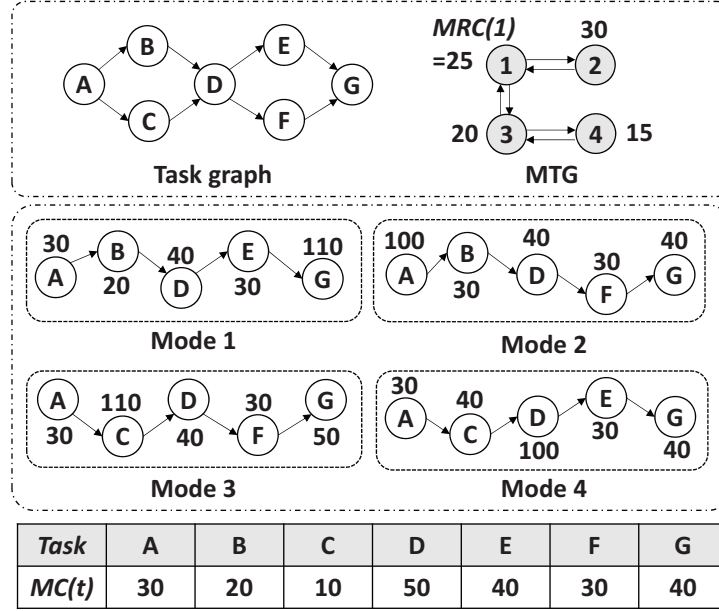 MRC(1)
=25
30
A
B
C
D
E
F
G
1
2
20
3
4
15
Task graph
MTG
30
A
B
20
40
D
E
30
110
G
Mode 1
100
A
B
30
40
D
30
F
40
G
Mode 2
A
30
110
C
D
40
30
F
G
50
Mode 3
30
A
40
C
D
100
E
30
G
40
Mode 4
Task A B C D E F G
MC(t) 30 20 10 50 40 30 40